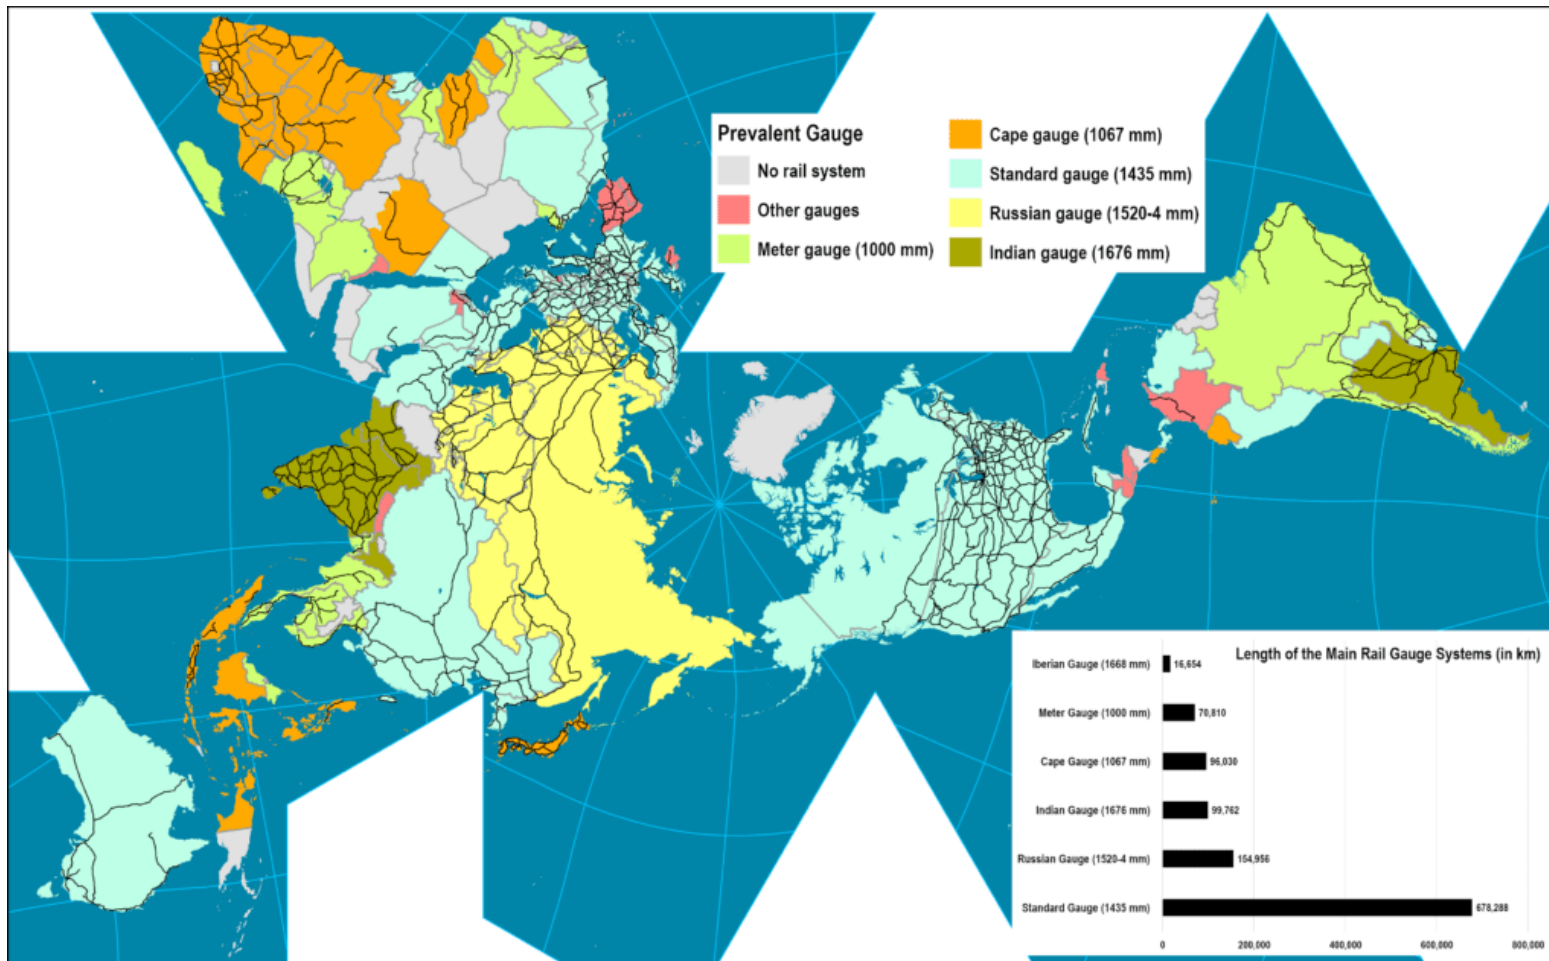 Prevalent Gauge
No rail system
Other gauges
Meter gauge (1000 mm)
Cape gauge (1067 mm)
Standard gauge (1435 mm)
Russian gauge (1520-4 mm)
Indian gauge (1676 mm)
Length of the Main Rail Gauge Systems (in km)
Iberian Gauge (1668 mm) 16,654
Meter Gauge (1000 mm) 70,810
Cape Gauge (1067 mm) 96,030
Indian Gauge (1676 mm) 99,762
Russian Gauge (1520-4 mm) 154,956
Standard Gauge (1435 mm) 678,288
0 200,000 400,000 600,000 800,000